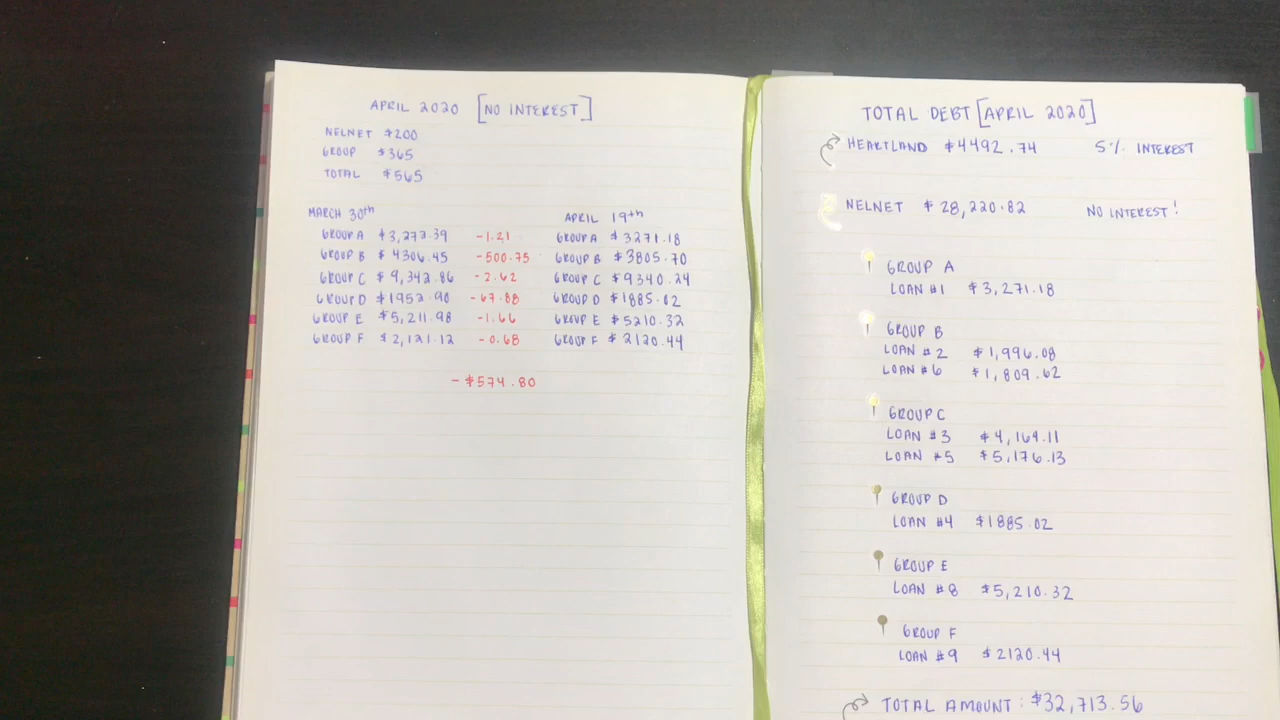 APRIL 2020 [NO INTEREST]
NELNET $200
GROUP $365
TOTAL $565
MARCH 30th APRIL 19th
GROUP A $3,272.39 -1.21 GROUP A $3271.18
GROUP B $4306.45 -500.75 GROUP B $3805.70
GROUP C $9,342.86 -2.62 GROUP C $9340.24
GROUP D $1952.90 -67.88 GROUP D $1885.02
GROUP E $5,211.98 -1.66 GROUP E $5210.32
GROUP F $2,121.12 -0.68 GROUP F $2120.44
-$574.80
TOTAL DEBT [APRIL 2020]
HEARTLAND $4492.74 5% INTEREST
NELNET $28,220.82 NO INTEREST!
GROUP A
LOAN #1 $3,271.18
GROUP B
LOAN #2 $1,996.08
LOAN #6 $1,809.62
GROUP C
LOAN #3 $4,164.11
LOAN #5 $5,176.13
GROUP D
LOAN #4 $1885.02
GROUP E
LOAN #8 $5,210.32
GROUP F
LOAN #9 $2120.44
TOTAL AMOUNT: $32,713.56